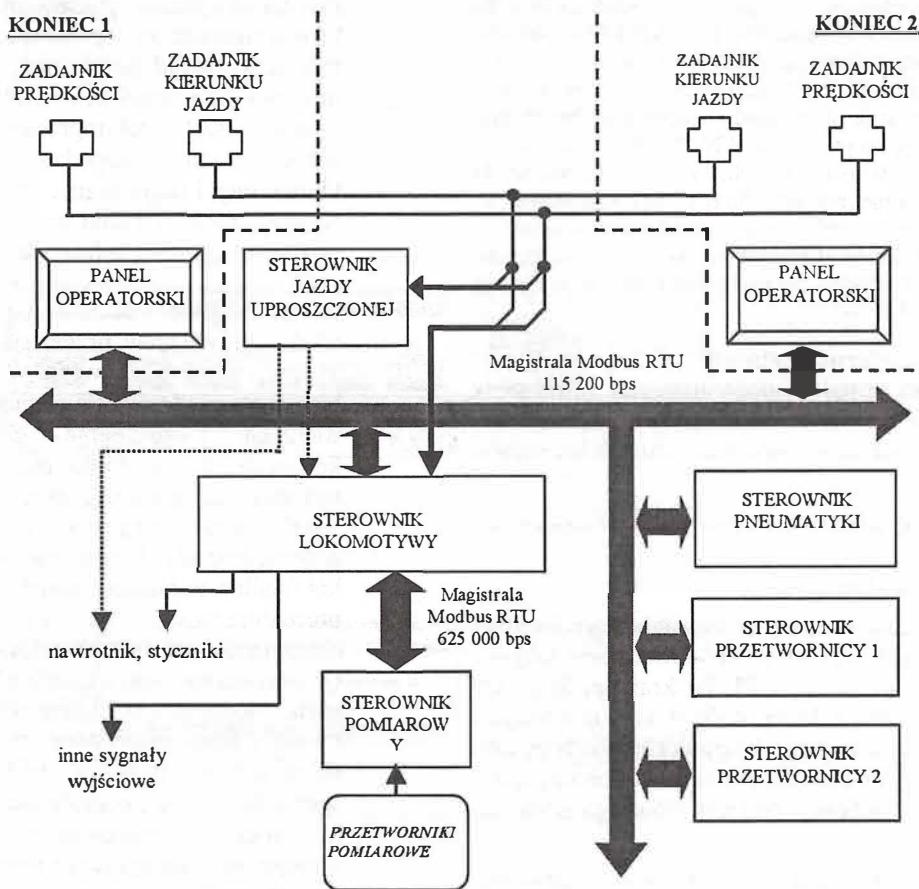 KONIEC 1
KONIEC 2
ZADAJNIK
PRĘDKOŚCI
ZADAJNIK
KIERUNKU
JAZDY
ZADAJNIK
KIERUNKU
JAZDY
ZADAJNIK
PRĘDKOŚCI
PANEL
OPERATORSKI
STEROWNIK
JAZDY
UPROSZCZONEJ
PANEL
OPERATORSKI
Magistrala Modbus RTU
115 200 bps
STEROWNIK
LOKOMOTYWY
STEROWNIK
PNEUMATYKI
Magistrala
Modbus RTU
625 000 bps
nawrotnik, styczniki
STEROWNIK
PRZETWORNICY 1
STEROWNIK
POMIAROW
Y
inne sygnały
wyjściowe
STEROWNIK
PRZETWORNICY 2
PRZETWORNIKI
POMIAROWE